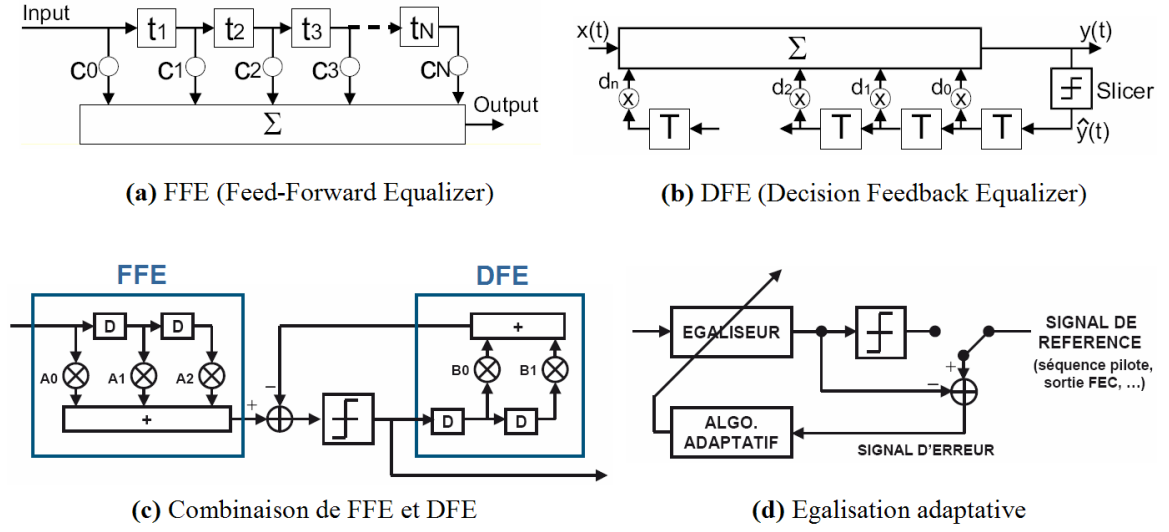 Input
t1
t2
t3
tN
C0
C1
C2
C3
CN
Σ
Output
(a) FFE (Feed-Forward Equalizer)
x(t)
Σ
y(t)
dn
d2
d1
d0
X
X
X
X
Slicer
T
T
T
T
ŷ(t)
(b) DFE (Decision Feedback Equalizer)
FFE
D
D
A0
A1
A2
+
+
−
DFE
+
B0
B1
D
D
(c) Combinaison de FFE et DFE
EGALISEUR
SIGNAL DE
REFERENCE
(séquence pilote,
sortie FEC, ...)
+
−
ALGO.
ADAPTATIF
SIGNAL D'ERREUR
(d) Egalisation adaptative